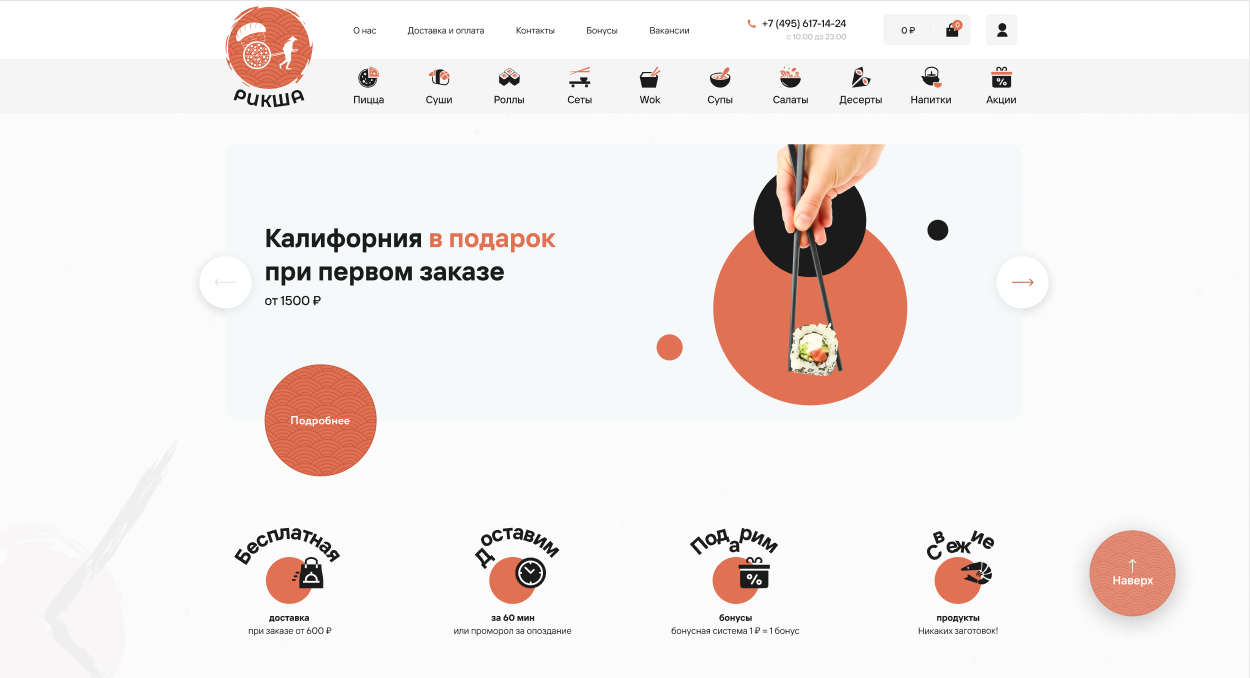 РИКША
О нас
Доставка и оплата
Контакты
Бонусы
Вакансии
+7 (495) 617-14-24
с 10:00 до 23:00
0 ₽
0
Пицца
Суши
Роллы
Сеты
Wok
Супы
Салаты
Десерты
Напитки
Акции
Калифорния в подарок
при первом заказе
от 1500 ₽
Подробнее
Бесплатная
доставка
при заказе от 600 ₽
Доставим
за 60 мин
или проморол за опоздание
Подарим
%
бонусы
бонусная система 1 ₽ = 1 бонус
Свежие
продукты
Никаких заготовок!
Наверх